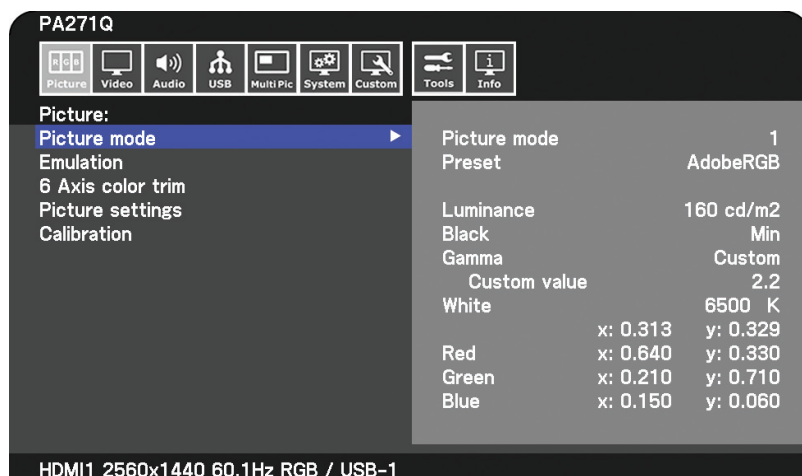 PA271Q
R G B
Picture Video Audio USB Multi Pic System Custom Tools Info
Picture:
Picture mode
Emulation
6 Axis color trim
Picture settings
Calibration
Picture mode 1
Preset AdobeRGB
Luminance 160 cd/m2
Black Min
Gamma Custom
Custom value 2.2
White 6500 K
x: 0.313 y: 0.329
Red x: 0.640 y: 0.330
Green x: 0.210 y: 0.710
Blue x: 0.150 y: 0.060
HDMI1 2560x1440 60.1Hz RGB / USB-1